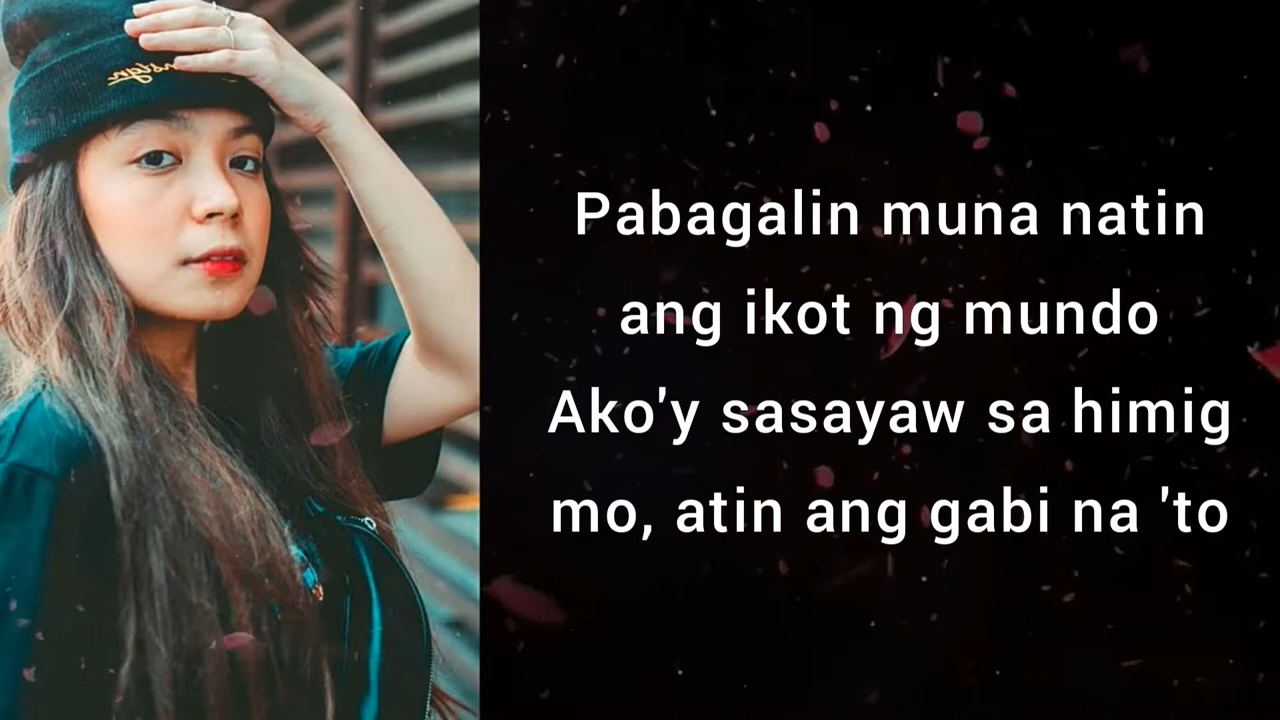 Pabagalin muna natin
ang ikot ng mundo
Ako'y sasayaw sa himig
mo, atin ang gabi na 'to